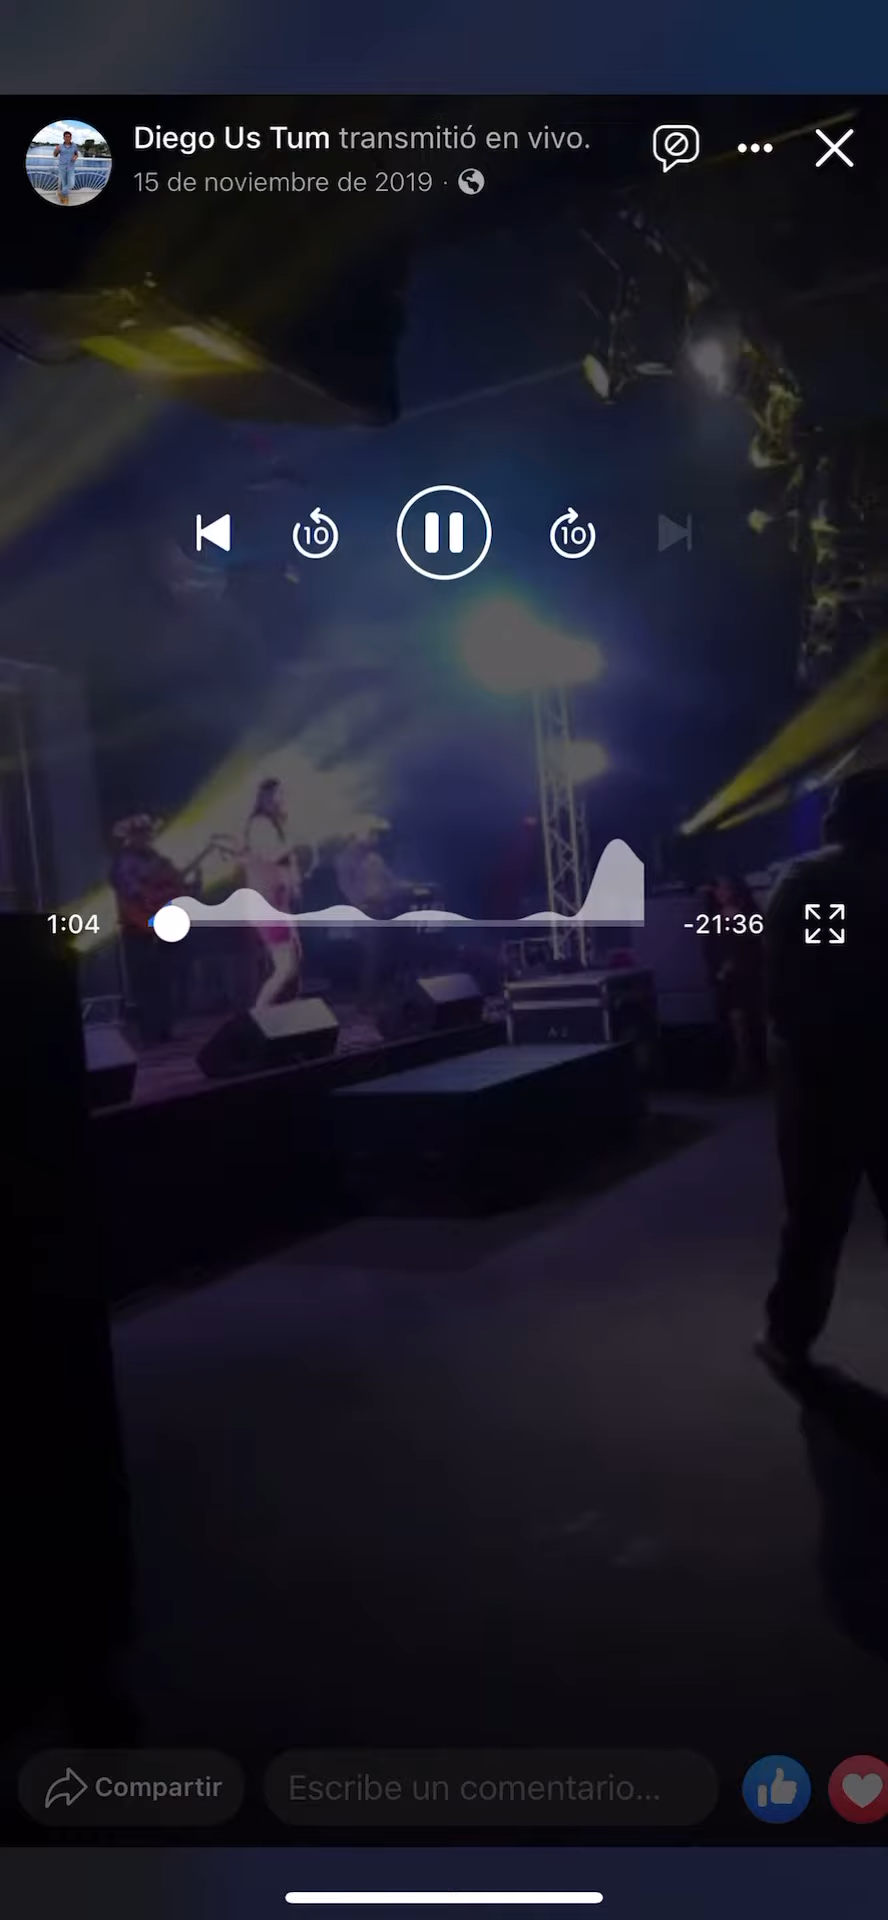 Diego Us Tum transmitió en vivo.
15 de noviembre de 2019 ·
10
10
1:04
-21:36
Compartir
Escribe un comentario...